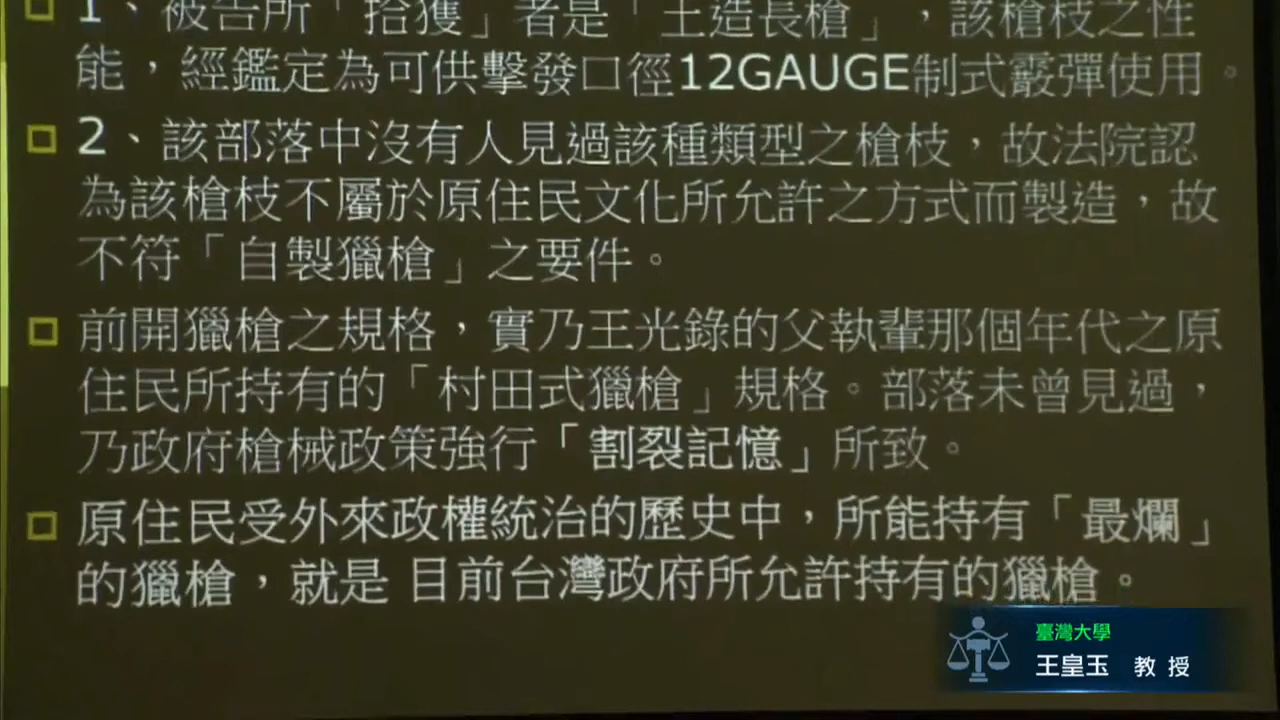 1、被告所「拾獲」者是「土造長槍」，該槍枝之性
能，經鑑定為可供擊發口徑12GAUGE制式霰彈使用。
2、該部落中沒有人見過該種類型之槍枝，故法院認
為該槍枝不屬於原住民文化所允許之方式而製造，故
不符「自製獵槍」之要件。
前開獵槍之規格，實乃王光錄的父執輩那個年代之原
住民所持有的「村田式獵槍」規格。部落未曾見過，
乃政府槍械政策強行「割裂記憶」所致。
原住民受外來政權統治的歷史中，所能持有「最爛」
的獵槍，就是 目前台灣政府所允許持有的獵槍。
臺灣大學
王皇玉 教授